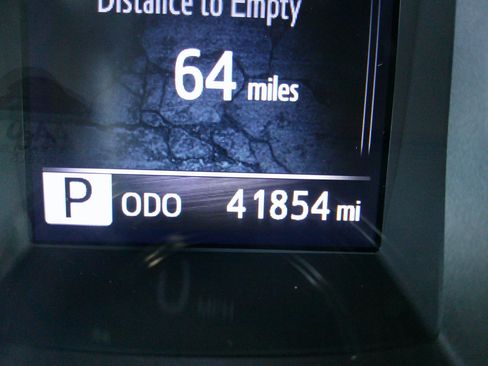 Distance to Empty
64 miles
P ODO 41854 mi